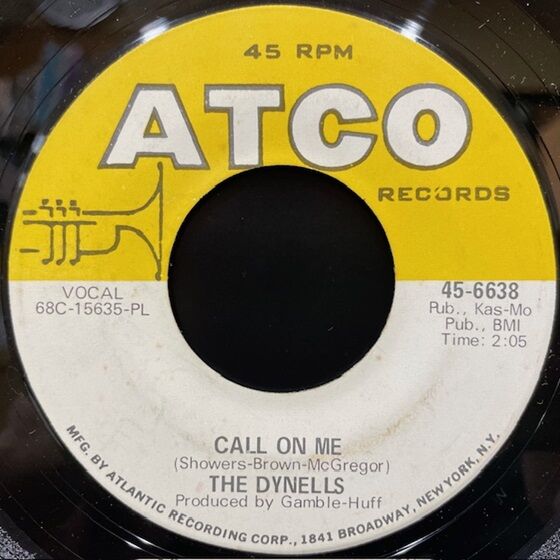 45 RPM
ATCO
RECORDS
VOCAL
68C-15635-PL
45-6638
Pub., Kas-Mo
Pub., BMI
Time: 2:05
CALL ON ME
(Showers-Brown-McGregor)
THE DYNELLS
Produced by Gamble-Huff
MFG. BY ATLANTIC RECORDING CORP., 1841 BROADWAY, NEW YORK, N.Y.